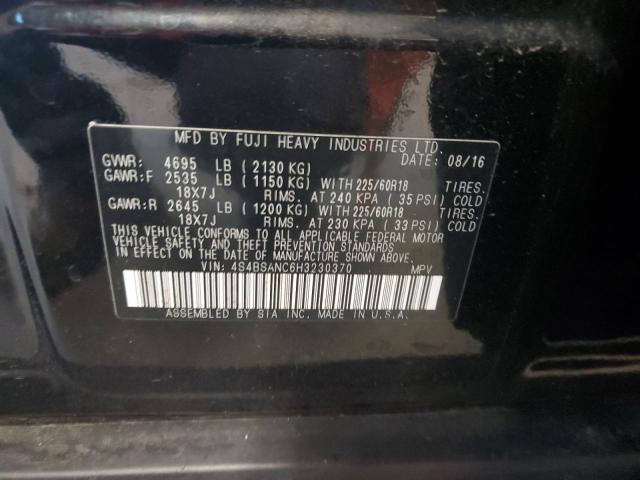 MFD BY FUJI HEAVY INDUSTRIES LTD.
GVWR: 4695 LB (2130 KG) DATE: 08/16
GAWR:F 2535 LB (1150 KG) WITH 225/60R18 TIRES.
18X7J RIMS. AT 240 KPA (35 PSI) COLD
GAWR:R 2645 LB (1200 KG) WITH 225/60R18 TIRES.
18X7J RIMS. AT 230 KPA (33 PSI) COLD
THIS VEHICLE CONFORMS TO ALL APPLICABLE FEDERAL MOTOR
VEHICLE SAFETY AND THEFT PREVENTION STANDARDS
IN EFFECT ON THE DATE OF MANUFACTURE SHOWN ABOVE.
VIN: 4S4BSANC6H3230370 MPV
ASSEMBLED BY SIA INC. MADE IN U.S.A.